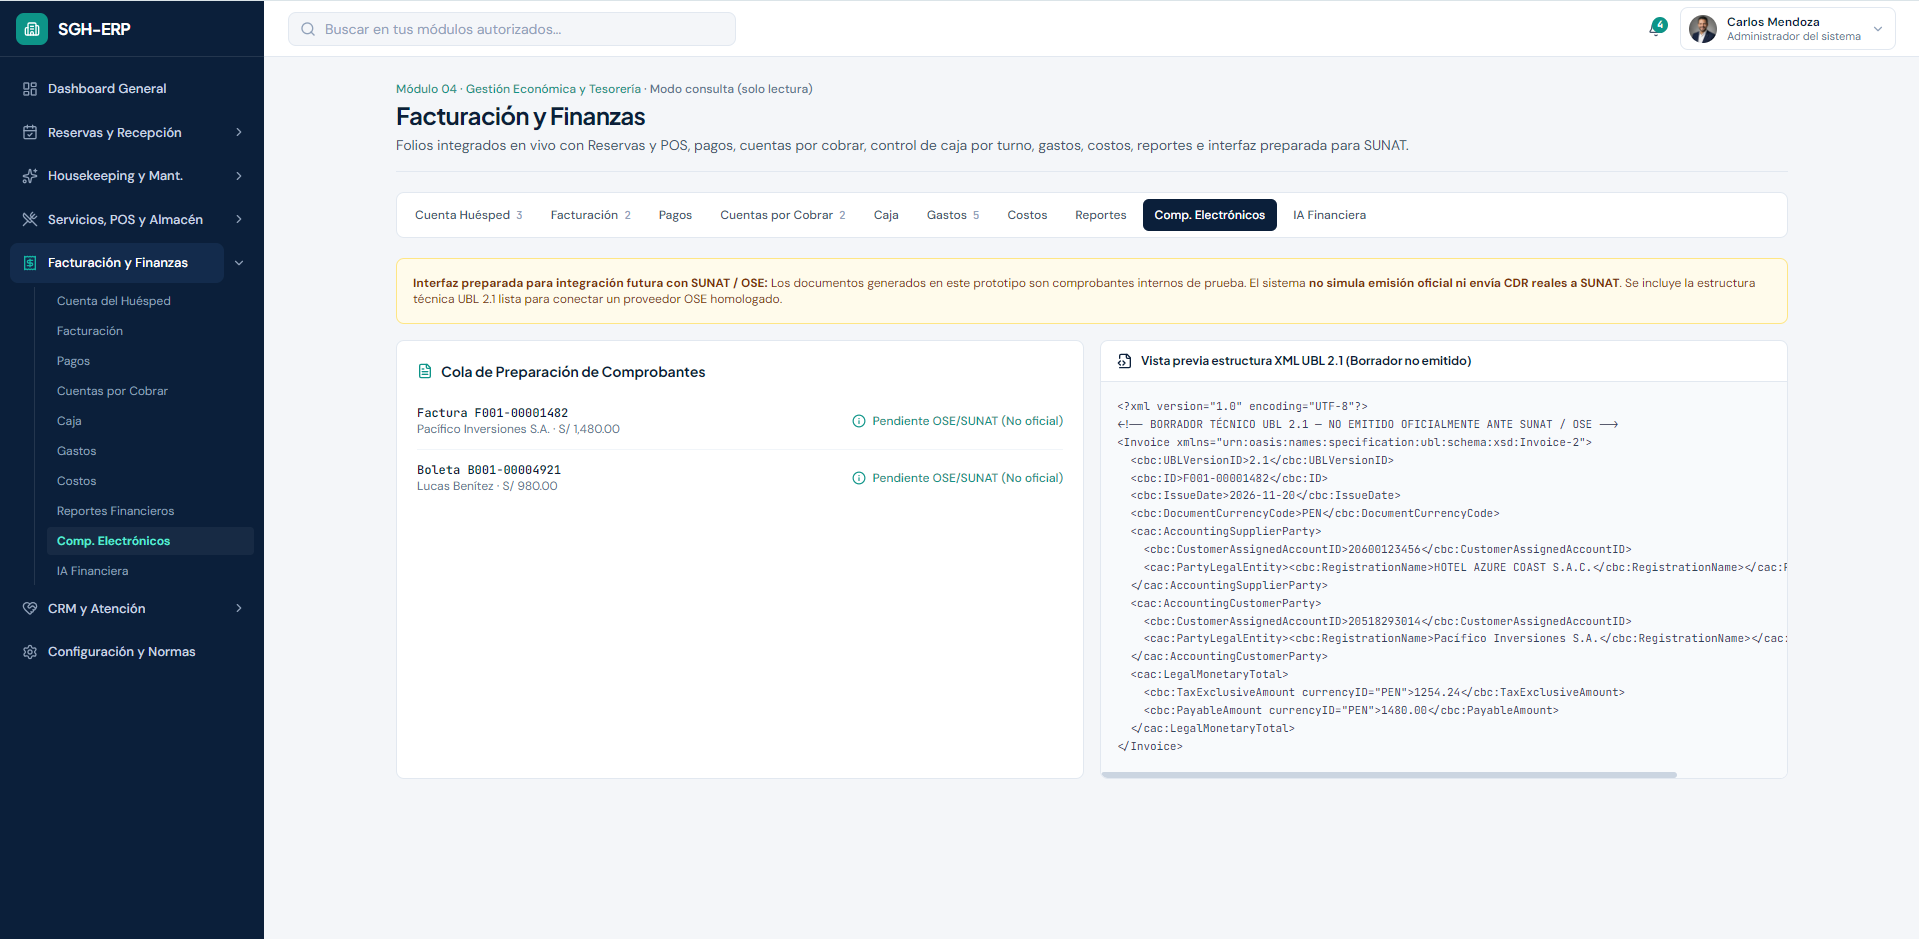 SGH-ERP
Buscar en tus módulos autorizados...
4
Carlos Mendoza
Administrador del sistema
Dashboard General
Reservas y Recepción
Housekeeping y Mant.
Servicios, POS y Almacén
Facturación y Finanzas
Cuenta del Huésped
Facturación
Pagos
Cuentas por Cobrar
Caja
Gastos
Costos
Reportes Financieros
Comp. Electrónicos
IA Financiera
CRM y Atención
Configuración y Normas
Módulo 04 · Gestión Económica y Tesorería · Modo consulta (solo lectura)
Facturación y Finanzas
Folios integrados en vivo con Reservas y POS, pagos, cuentas por cobrar, control de caja por turno, gastos, costos, reportes e interfaz preparada para SUNAT.
Cuenta Huésped 3 Facturación 2 Pagos Cuentas por Cobrar 2 Caja Gastos 5 Costos Reportes Comp. Electrónicos IA Financiera
Interfaz preparada para integración futura con SUNAT / OSE: Los documentos generados en este prototipo son comprobantes internos de prueba. El sistema no simula emisión oficial ni envía CDR reales a SUNAT. Se incluye la estructura
técnica UBL 2.1 lista para conectar un proveedor OSE homologado.
Cola de Preparación de Comprobantes
Factura F001-00001482
Pacífico Inversiones S.A. · S/ 1,480.00
Pendiente OSE/SUNAT (No oficial)
Boleta B001-00004921
Lucas Benítez · S/ 980.00
Pendiente OSE/SUNAT (No oficial)
Vista previa estructura XML UBL 2.1 (Borrador no emitido)
<?xml version="1.0" encoding="UTF-8"?>
<!-- BORRADOR TÉCNICO UBL 2.1 — NO EMITIDO OFICIALMENTE ANTE SUNAT / OSE -->
<Invoice xmlns="urn:oasis:names:specification:ubl:schema:xsd:Invoice-2">
<cbc:UBLVersionID>2.1</cbc:UBLVersionID>
<cbc:ID>F001-00001482</cbc:ID>
<cbc:IssueDate>2026-11-20</cbc:IssueDate>
<cbc:DocumentCurrencyCode>PEN</cbc:DocumentCurrencyCode>
<cac:AccountingSupplierParty>
<cbc:CustomerAssignedAccountID>20600123456</cbc:CustomerAssignedAccountID>
<cac:PartyLegalEntity><cbc:RegistrationName>HOTEL AZURE COAST S.A.C.</cbc:RegistrationName></cac:P
</cac:AccountingSupplierParty>
<cac:AccountingCustomerParty>
<cbc:CustomerAssignedAccountID>20518293014</cbc:CustomerAssignedAccountID>
<cac:PartyLegalEntity><cbc:RegistrationName>Pacífico Inversiones S.A.</cbc:RegistrationName></cac:
</cac:AccountingCustomerParty>
<cac:LegalMonetaryTotal>
<cbc:TaxExclusiveAmount currencyID="PEN">1254.24</cbc:TaxExclusiveAmount>
<cbc:PayableAmount currencyID="PEN">1480.00</cbc:PayableAmount>
</cac:LegalMonetaryTotal>
</Invoice>